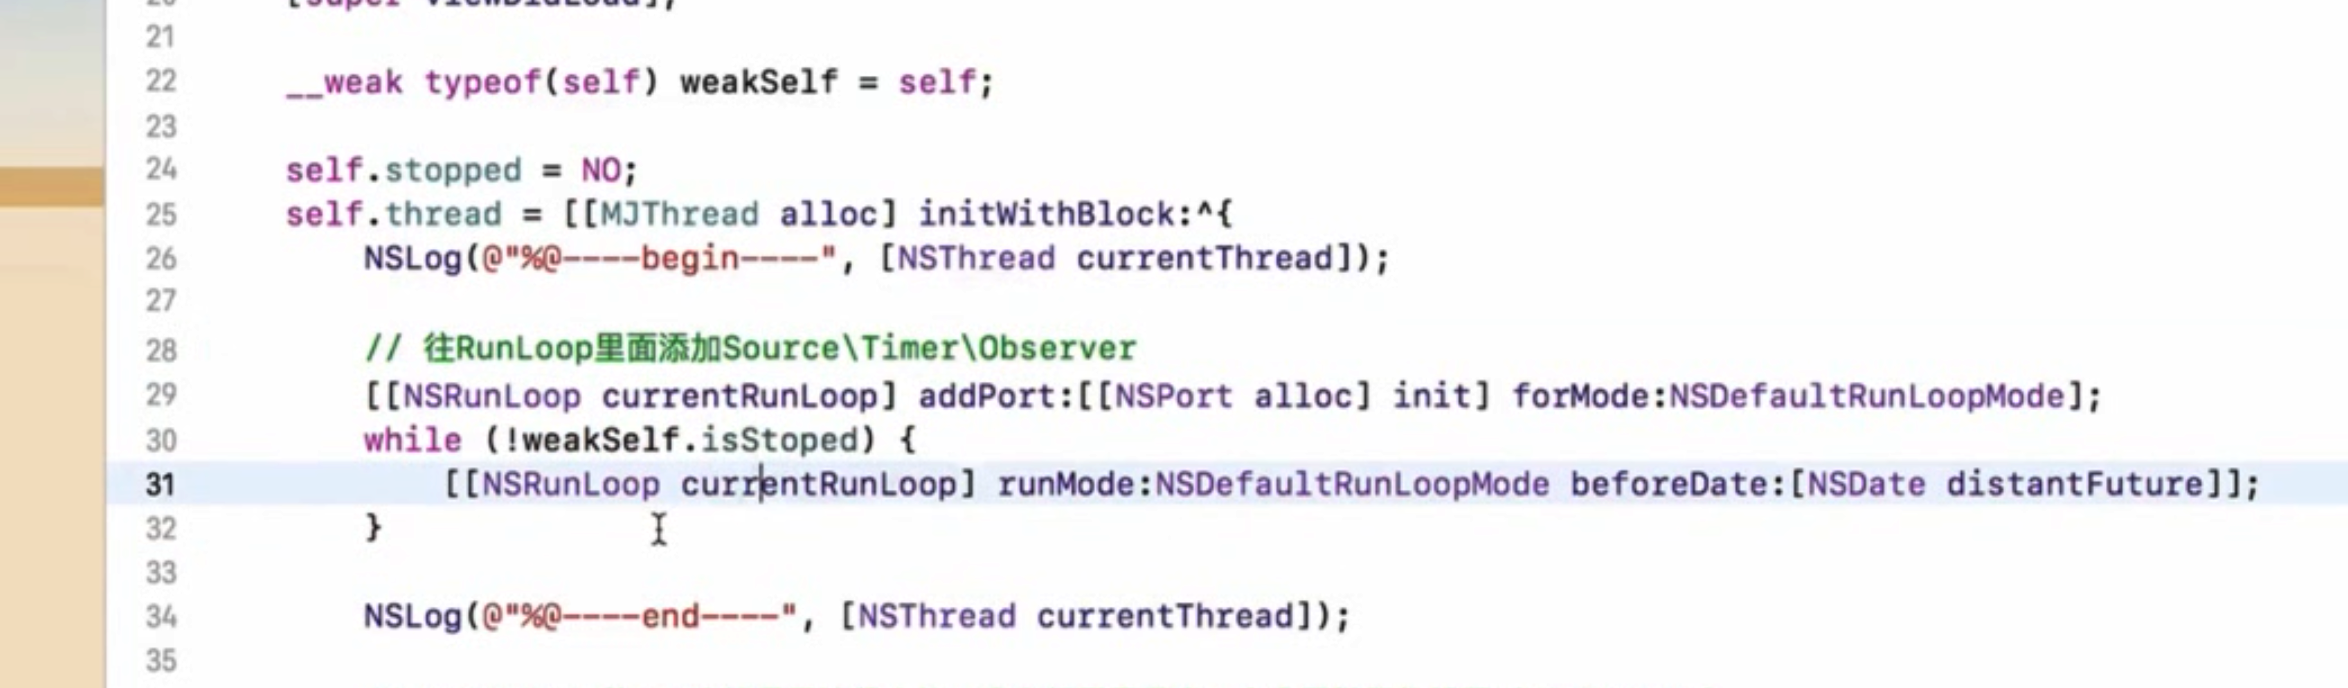 20 [super viewDidLoad];
21
22 __weak typeof(self) weakSelf = self;
23
24 self.stopped = NO;
25 self.thread = [[MJThread alloc] initWithBlock:^{
26 NSLog(@"%@----begin----", [NSThread currentThread]);
27
28 // 往RunLoop里面添加Source\Timer\Observer
29 [[NSRunLoop currentRunLoop] addPort:[[NSPort alloc] init] forMode:NSDefaultRunLoopMode];
30 while (!weakSelf.isStoped) {
31 [[NSRunLoop currentRunLoop] runMode:NSDefaultRunLoopMode beforeDate:[NSDate distantFuture]];
32 }
33
34 NSLog(@"%@----end----", [NSThread currentThread]);
35